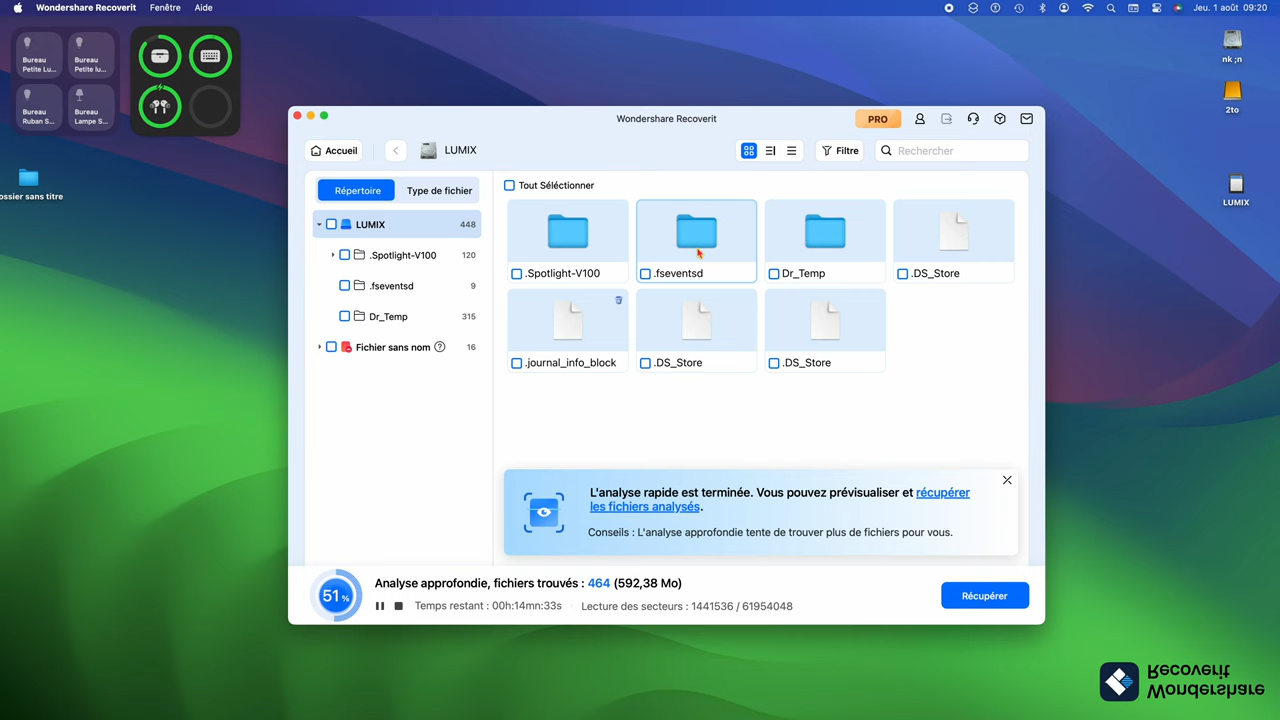 Wondershare Recoverit Fenêtre Aide
Jeu. 1 août 09:20
Bureau
Petite Lu...
Bureau
Petite lu...
Bureau
Ruban S...
Bureau
Lampe S...
ossier sans titre
nk ;n
2to
LUMIX
Wondershare Recoverit
PRO
Accueil
LUMIX
Filtre
Rechercher
Répertoire
Type de fichier
LUMIX 448
.Spotlight-V100 120
.fseventsd 9
Dr_Temp 315
Fichier sans nom ? 16
Tout Séléctionner
.Spotlight-V100
.fseventsd
Dr_Temp
.DS_Store
.journal_info_block
.DS_Store
.DS_Store
L'analyse rapide est terminée. Vous pouvez prévisualiser et récupérer
les fichiers analysés.
Conseils : L'analyse approfondie tente de trouver plus de fichiers pour vous.
51 %
Analyse approfondie, fichiers trouvés : 464 (592,38 Mo)
Temps restant : 00h:14mn:33s
Lecture des secteurs : 1441536 / 61954048
Récupérer
Recoverit
Wondershare